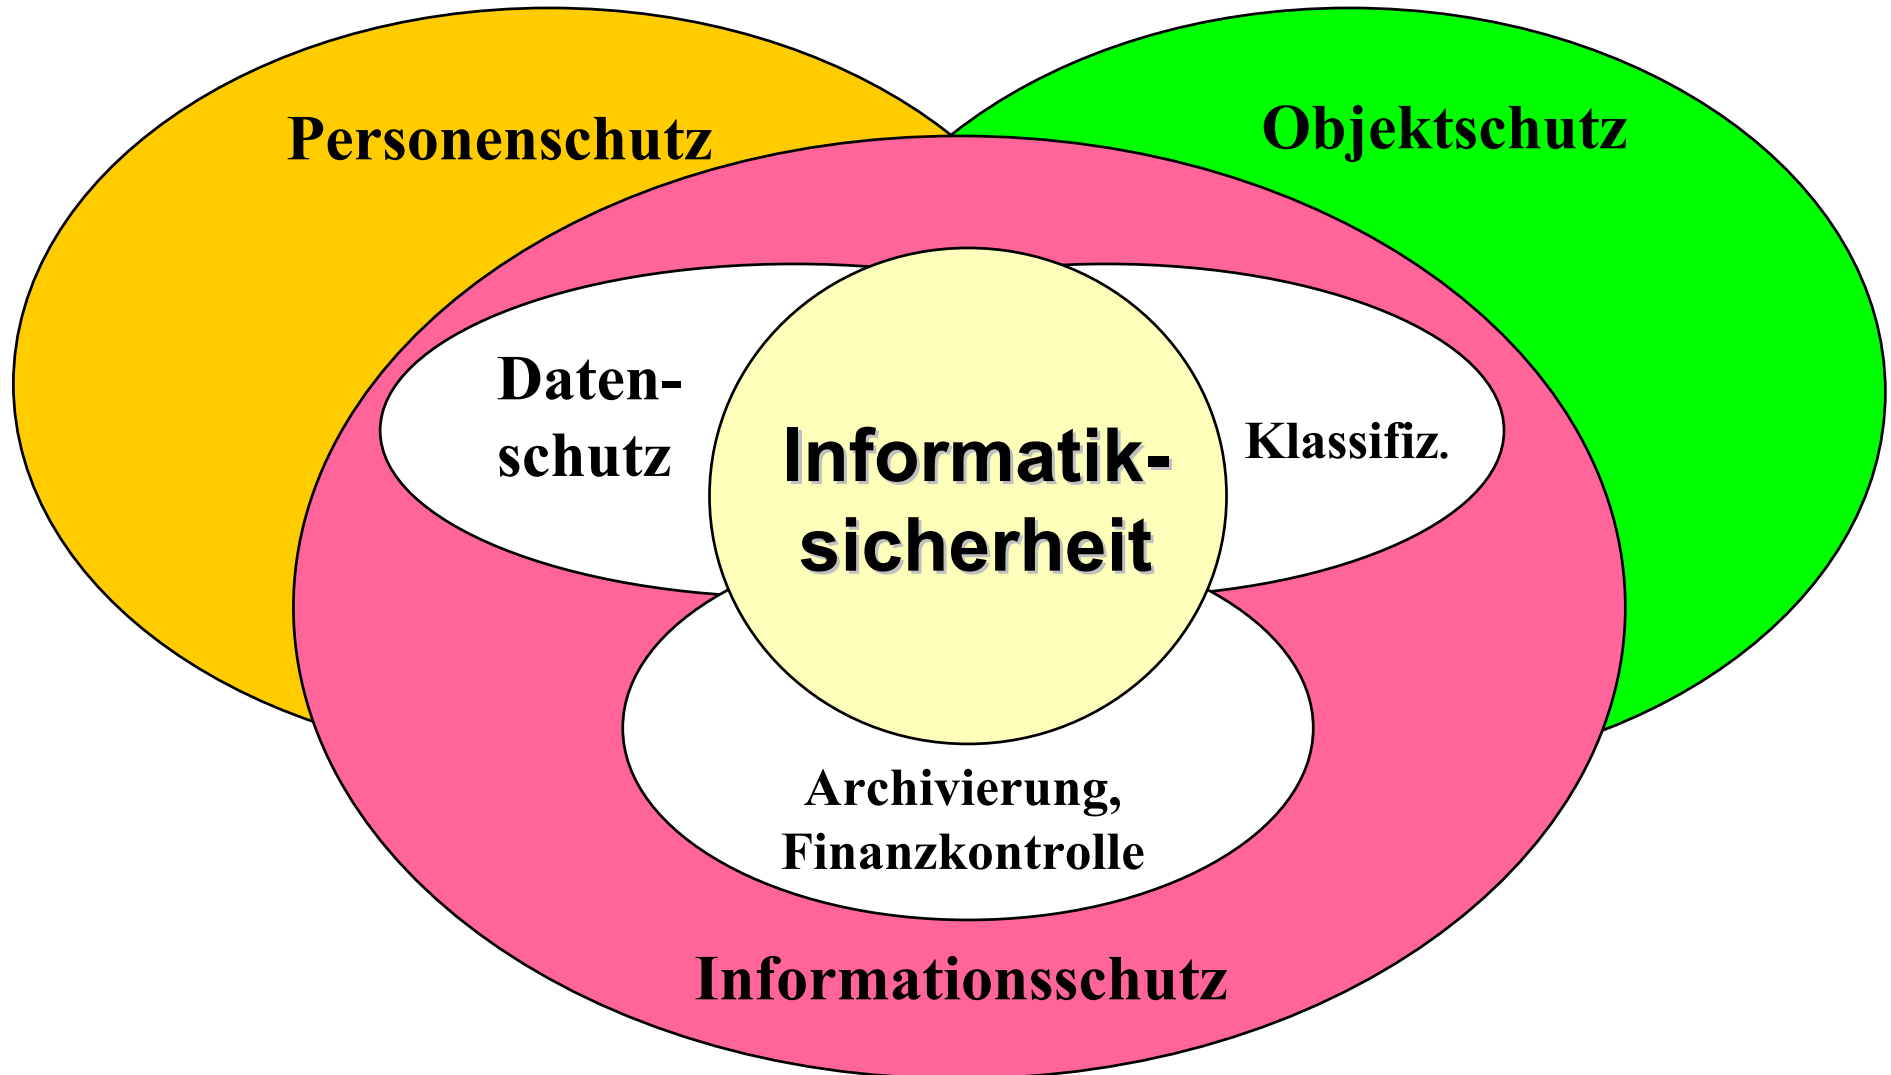 Personenschutz
Objektschutz
Daten-
schutz
Informatik-
sicherheit
Klassifiz.
Archivierung,
Finanzkontrolle
Informationsschutz